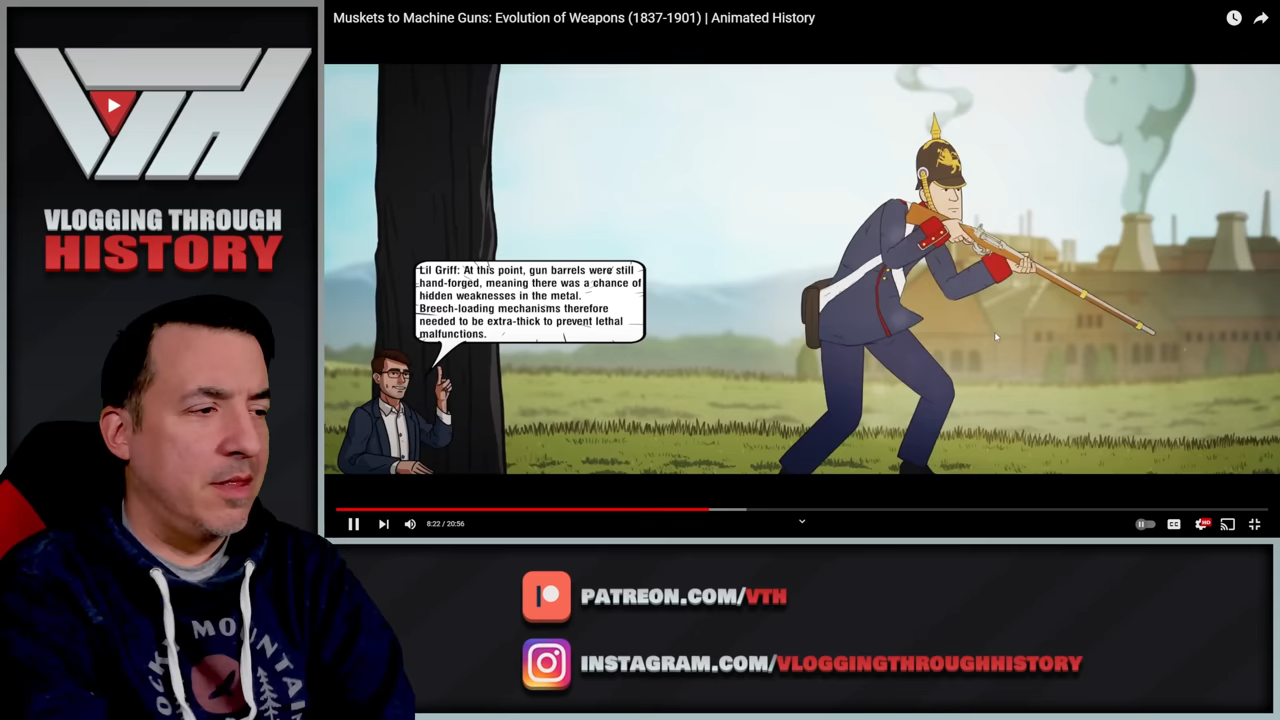 Muskets to Machine Guns: Evolution of Weapons (1837-1901) | Animated History
VTH
VLOGGING THROUGH
HISTORY
Lil Griff: At this point, gun barrels were still
hand-forged, meaning there was a chance of
hidden weaknesses in the metal.
Breech-loading mechanisms therefore
needed to be extra-thick to prevent lethal
malfunctions.
8:22 / 20:56
CC
HD
PATREON.COM/VTH
INSTAGRAM.COM/VLOGGINGTHROUGHHISTORY